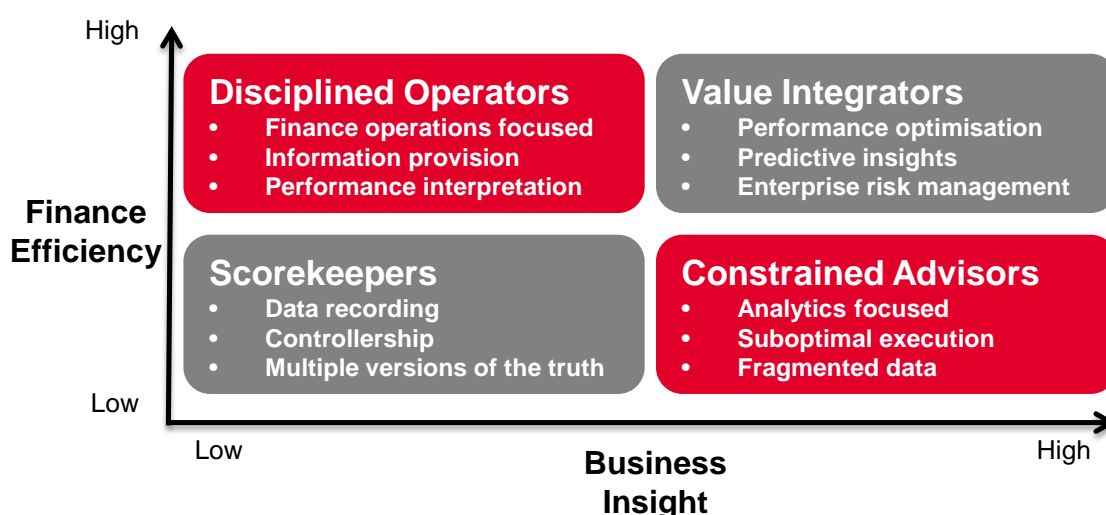 High
Disciplined Operators
• Finance operations focused
• Information provision
• Performance interpretation
Value Integrators
• Performance optimisation
• Predictive insights
• Enterprise risk management
Finance
Efficiency
Scorekeepers
• Data recording
• Controllership
• Multiple versions of the truth
Constrained Advisors
• Analytics focused
• Suboptimal execution
• Fragmented data
Low
Low
Business
Insight
High